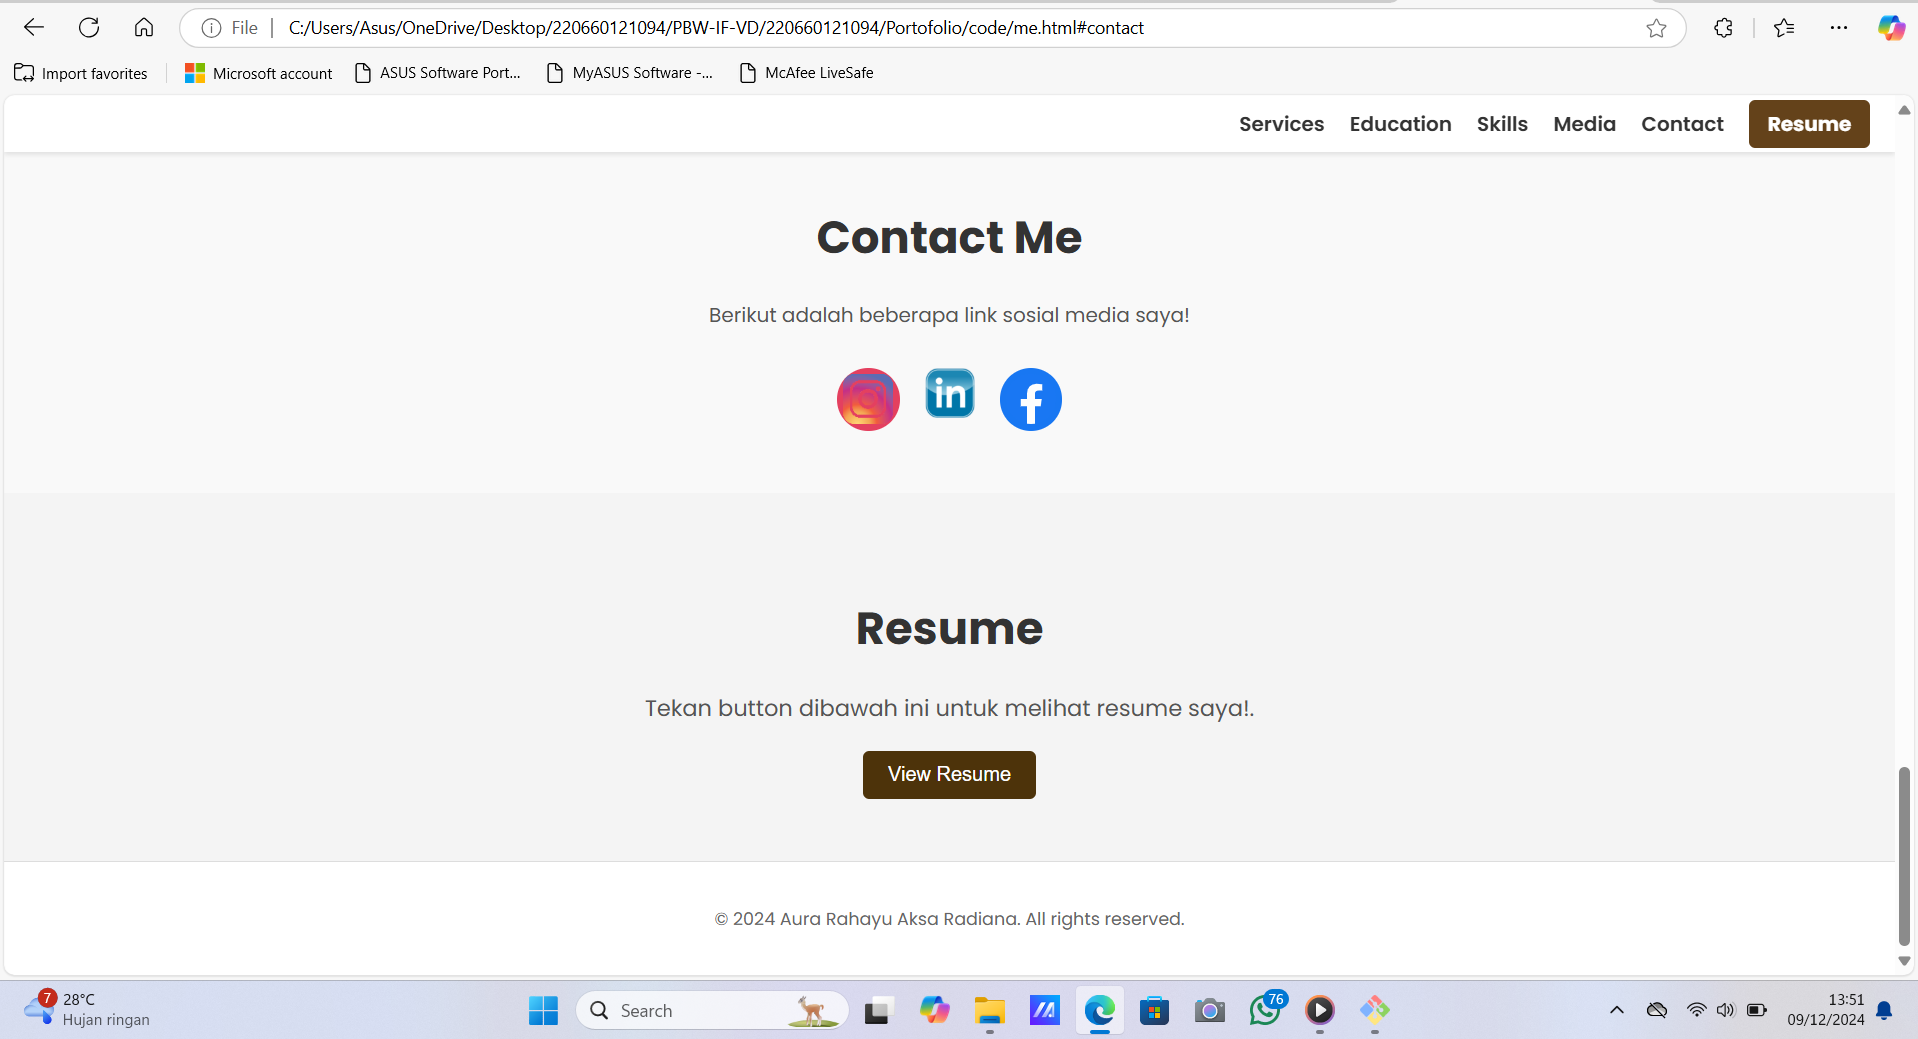 File C:/Users/Asus/OneDrive/Desktop/220660121094/PBW-IF-VD/220660121094/Portofolio/code/me.html#contact
Import favorites Microsoft account ASUS Software Port... MyASUS Software -... McAfee LiveSafe
Services Education Skills Media Contact Resume
Contact Me
Berikut adalah beberapa link sosial media saya!
in
Resume
Tekan button dibawah ini untuk melihat resume saya!.
View Resume
© 2024 Aura Rahayu Aksa Radiana. All rights reserved.
7 28°C
Hujan ringan
Search
76
13:51
09/12/2024